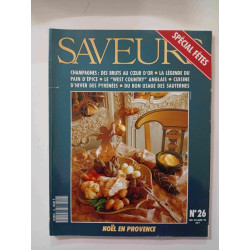 SAVEURS
SPÉCIAL FÊTES
CHAMPAGNES : DES BRUTS AU CŒUR D'OR • LA LÉGENDE DU
PAIN D'ÉPICE • LE "WEST COUNTRY" ANGLAIS • CUISINE
D'HIVER DES PYRÉNÉES • DU BON USAGE DES SAUTERNES
N° 26
NOËL EN PROVENCE